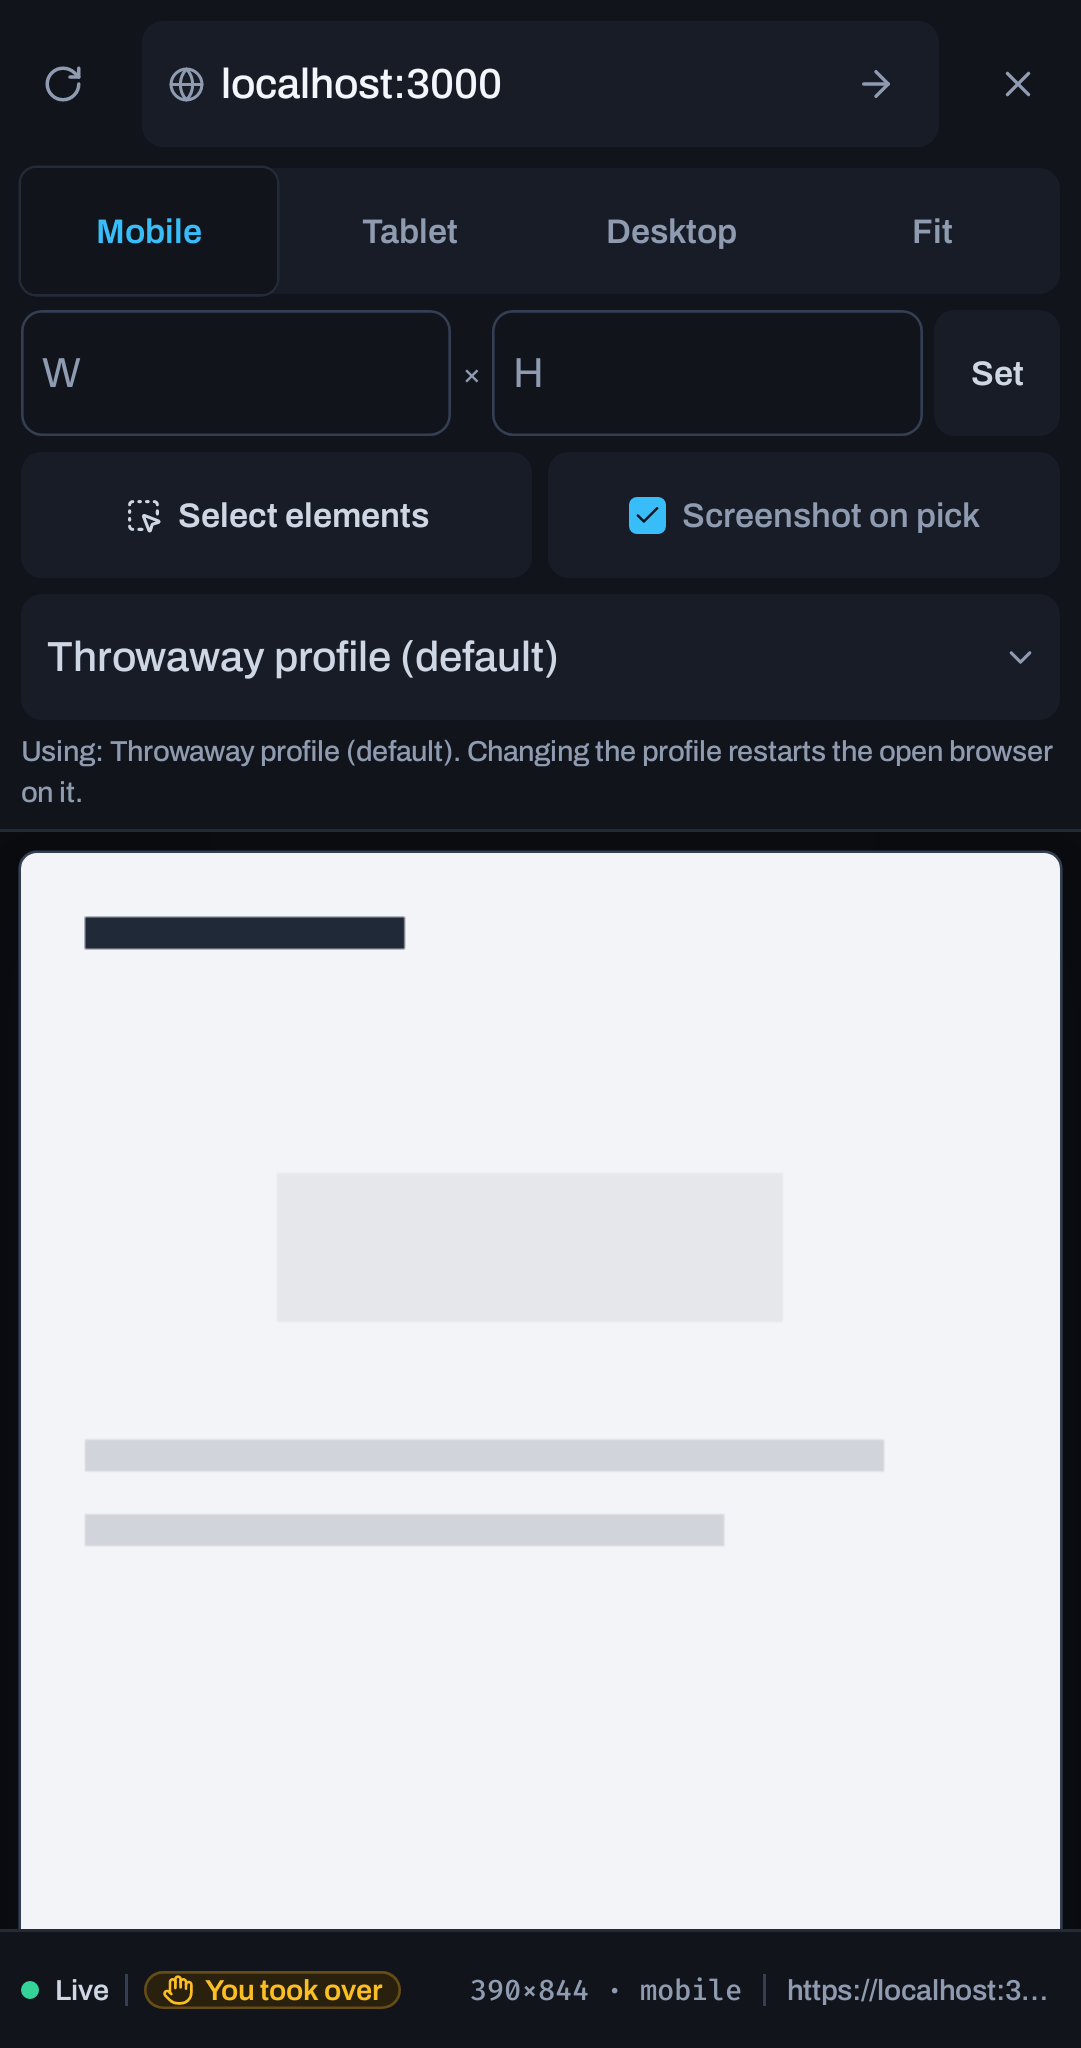 localhost:3000
Mobile Tablet Desktop Fit
W × H Set
Select elements Screenshot on pick
Throwaway profile (default)
Using: Throwaway profile (default). Changing the profile restarts the open browser
on it.
Live You took over 390×844 · mobile https://localhost:3...